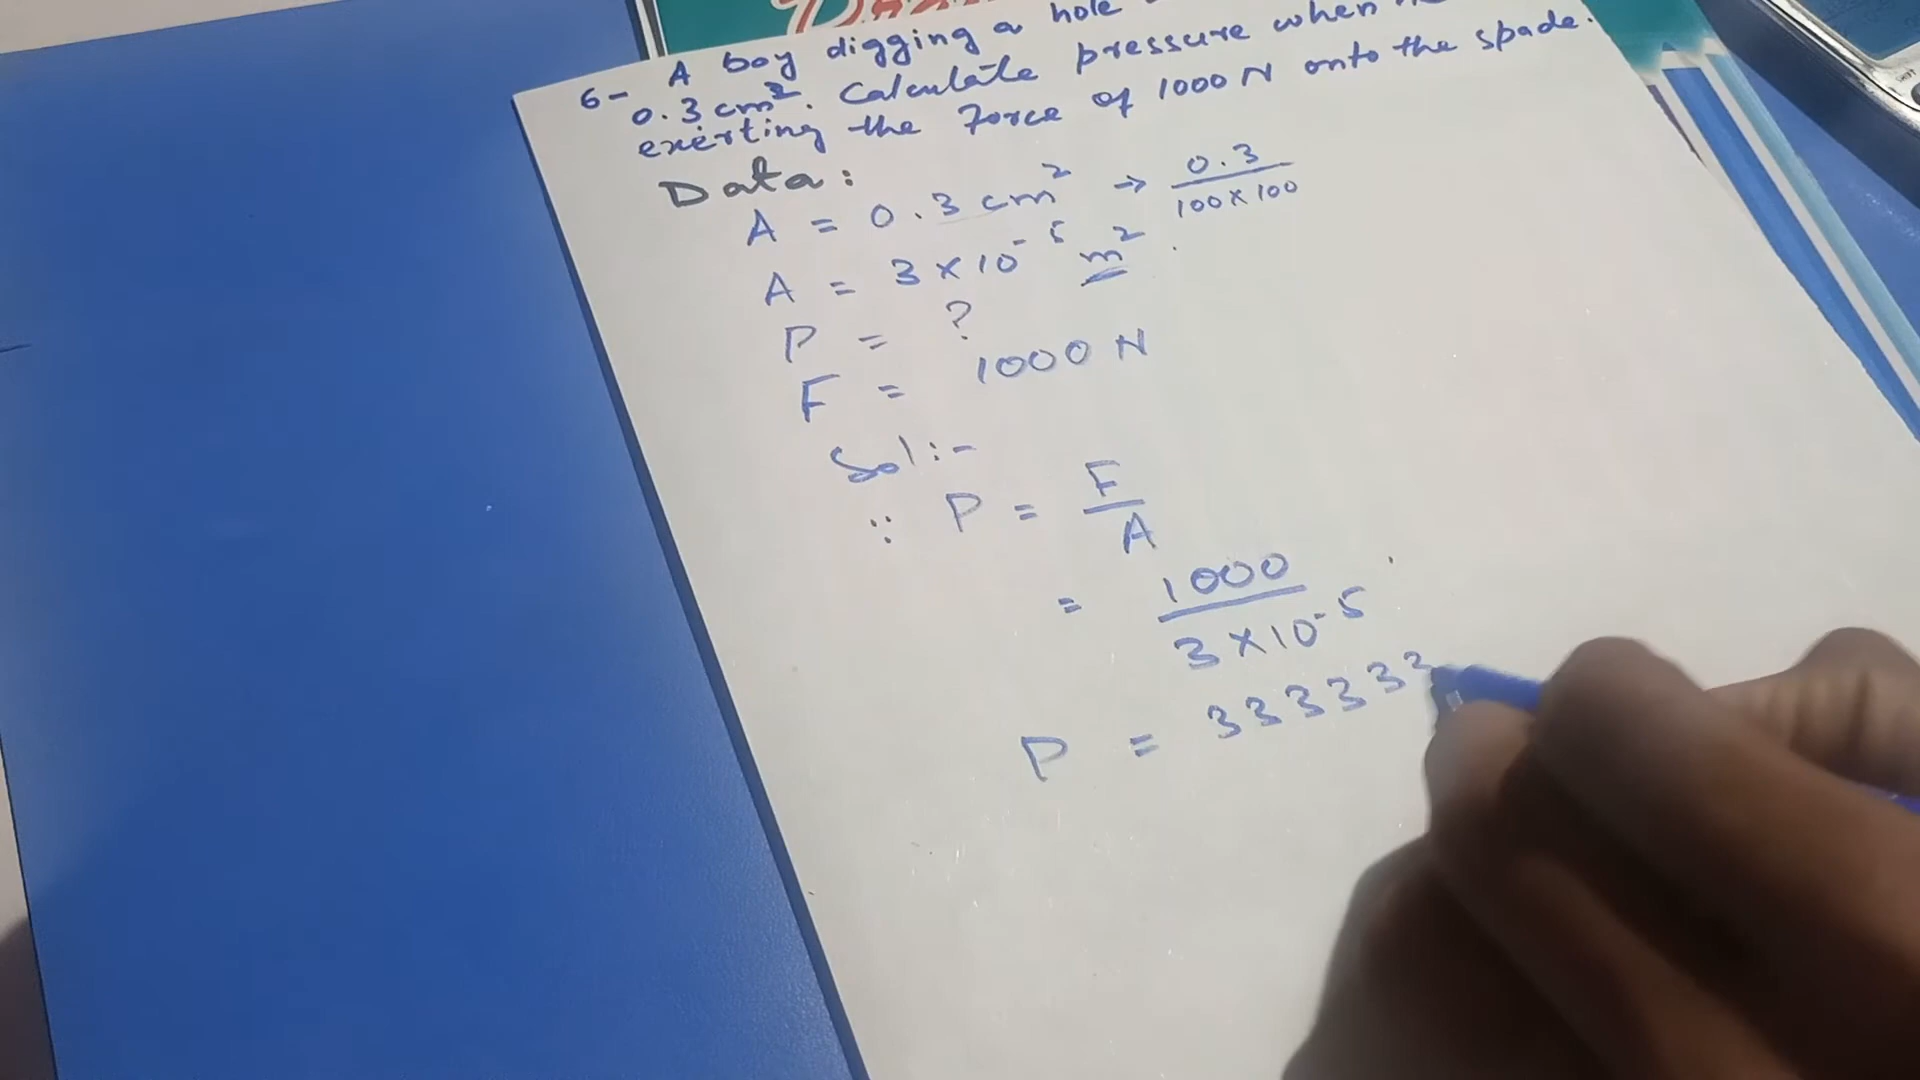 6- A boy digging a hole
0.3 cm². Calculate pressure when
exerting the Force of 1000 N onto the spade.
Data:
A = 0.3 cm² → 0.3 / 100 x 100
A = 3 x 10⁻⁵ m²
P = ?
F = 1000 N
Sol:-
∵ P = F / A
= 1000 / 3 x 10⁻⁵
P = 333333